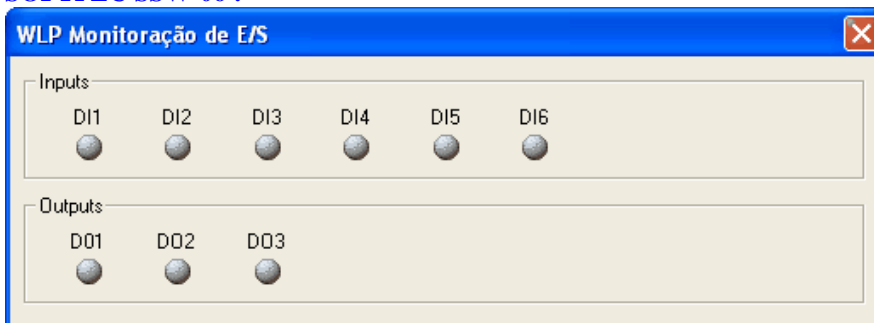 WLP Monitoração de E/S
Inputs
DI1 DI2 DI3 DI4 DI5 DI6
Outputs
DO1 DO2 DO3